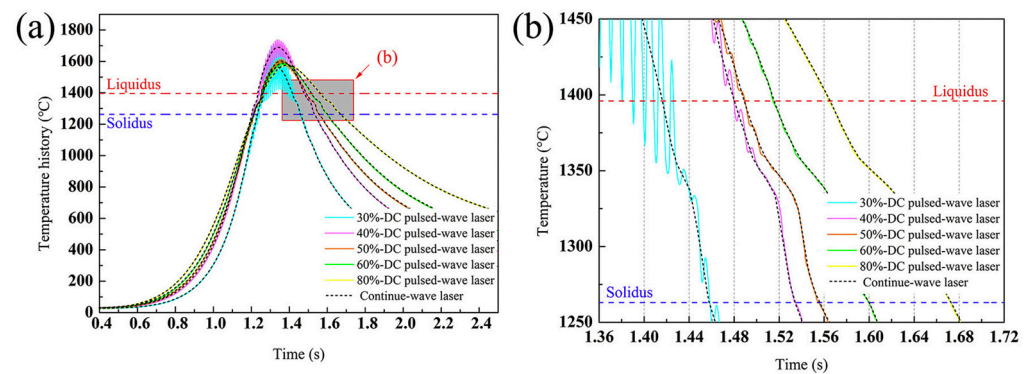 (a)
1800
1600
1400
1200
1000
800
600
400
200
0
0.4 0.6 0.8 1.0 1.2 1.4 1.6 1.8 2.0 2.2 2.4
Temperature history (°C)
Time (s)
Liquidus
Solidus
(b)
30%-DC pulsed-wave laser
40%-DC pulsed-wave laser
50%-DC pulsed-wave laser
60%-DC pulsed-wave laser
80%-DC pulsed-wave laser
Continue-wave laser
(b)
1450
1400
1350
1300
1250
1.36 1.40 1.44 1.48 1.52 1.56 1.60 1.64 1.68 1.72
Temperature (°C)
Time (s)
Liquidus
Solidus
30%-DC pulsed-wave laser
40%-DC pulsed-wave laser
50%-DC pulsed-wave laser
60%-DC pulsed-wave laser
80%-DC pulsed-wave laser
Continue-wave laser